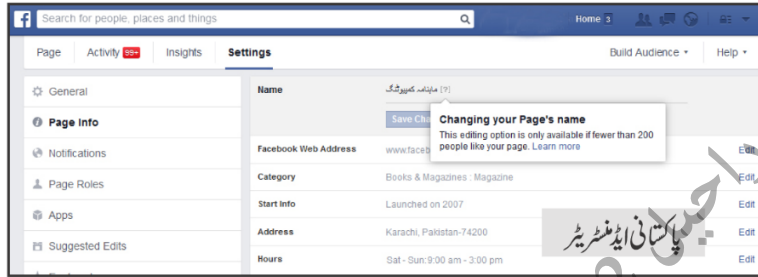 Search for people, places and things
Home 3
Page Activity 99+ Insights Settings Build Audience Help
General
Page Info
Notifications
Page Roles
Apps
Suggested Edits
Name ماہنامہ کمپیوٹنگ [?]
Save Cha
Changing your Page's name
This editing option is only available if fewer than 200
people like your page. Learn more
Facebook Web Address www.faceb Edit
Category Books & Magazines : Magazine Edit
Start Info Launched on 2007 Edit
Address Karachi, Pakistan-74200 Edit
Hours Sat - Sun: 9:00 am - 3:00 pm Edit
پاکستانی ایڈمنسٹریٹر